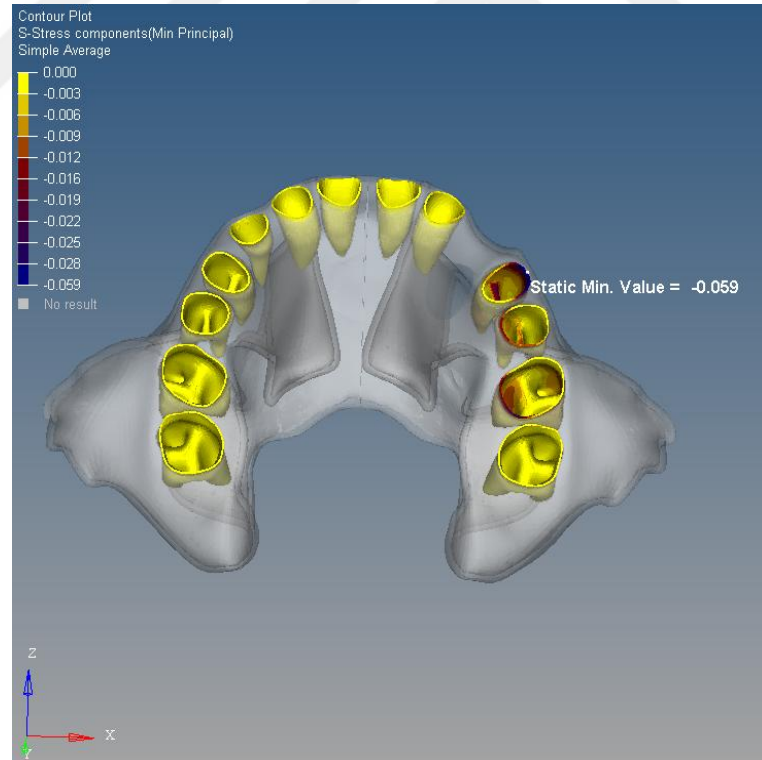 Contour Plot
S-Stress components(Min Principal)
Simple Average
0.000
-0.003
-0.006
-0.009
-0.012
-0.016
-0.019
-0.022
-0.025
-0.028
-0.059
No result
Static Min. Value = -0.059
Z
X
Y